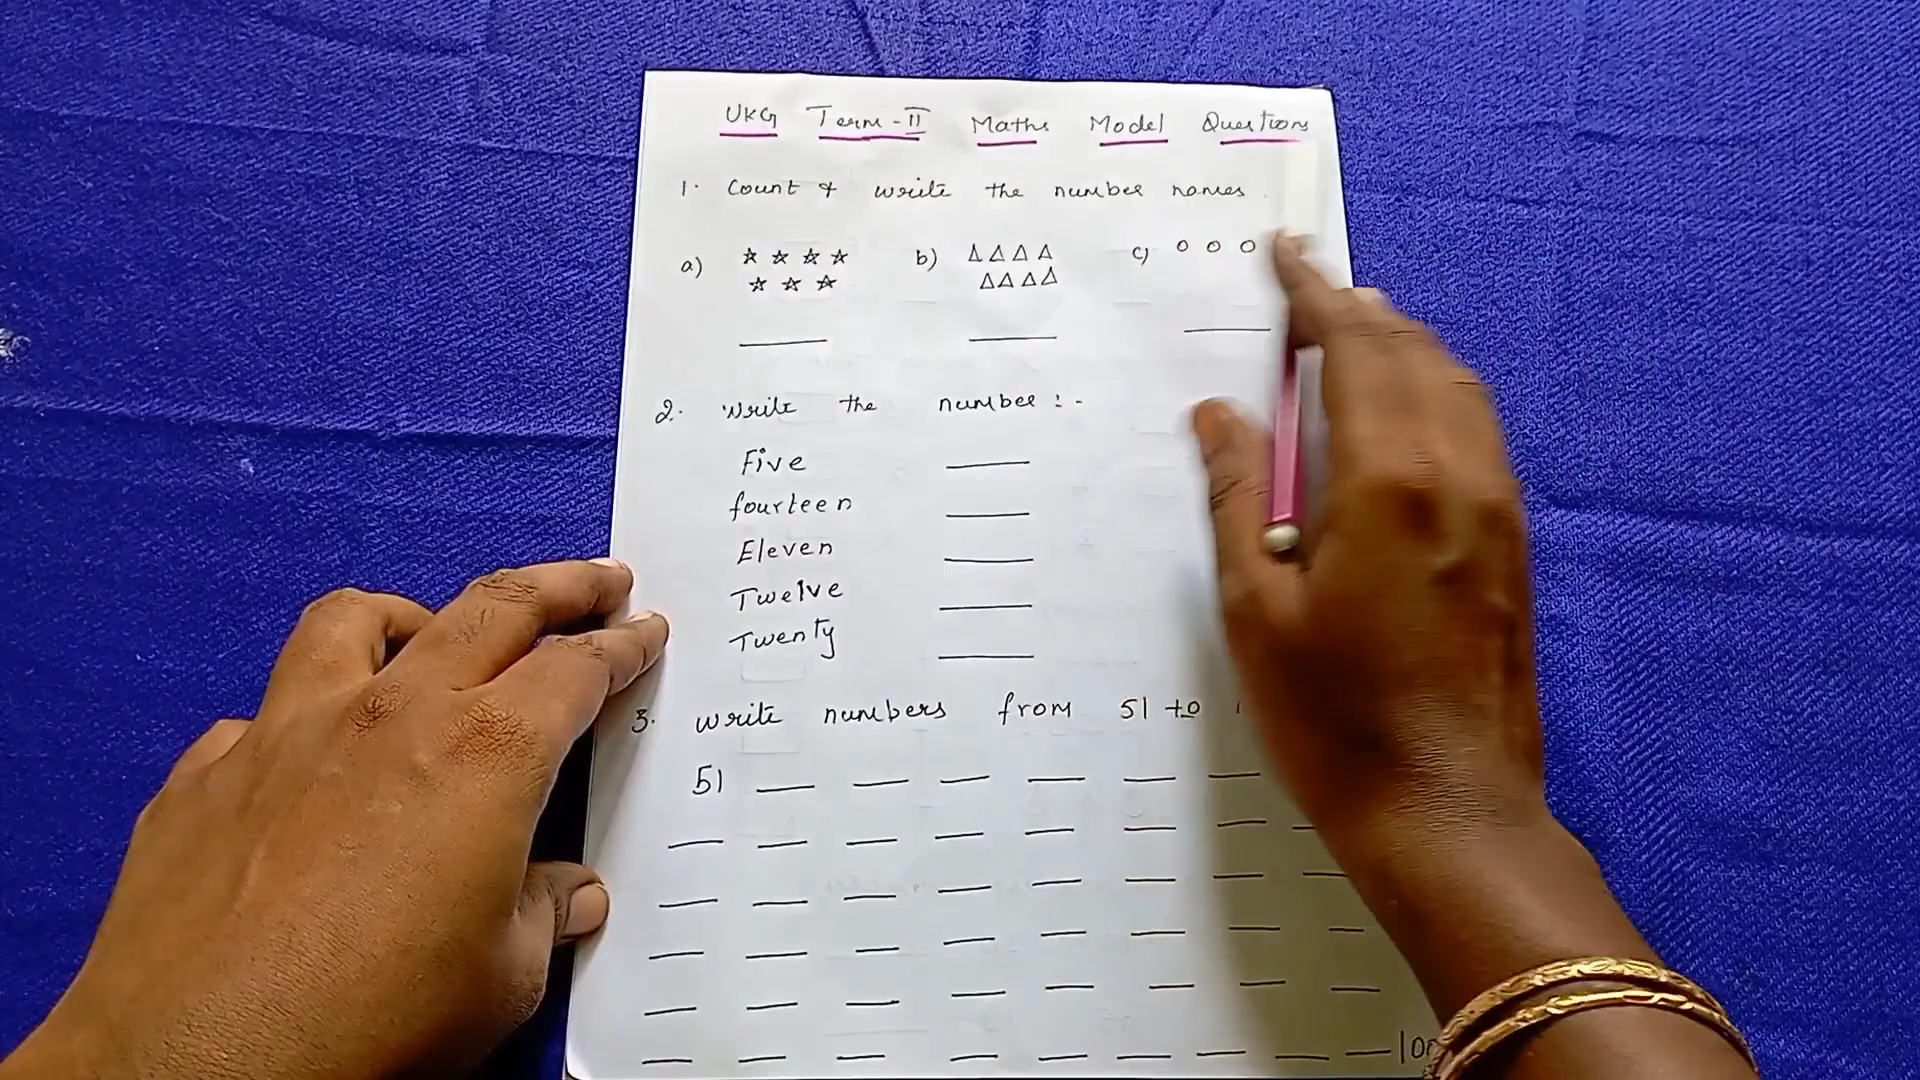 UKG Term-II Maths Model Questions
1. Count & write the number names.
a) b) c)
2. Write the number :-
Five
fourteen
Eleven
Twelve
Twenty
3. write numbers from 51 to
51